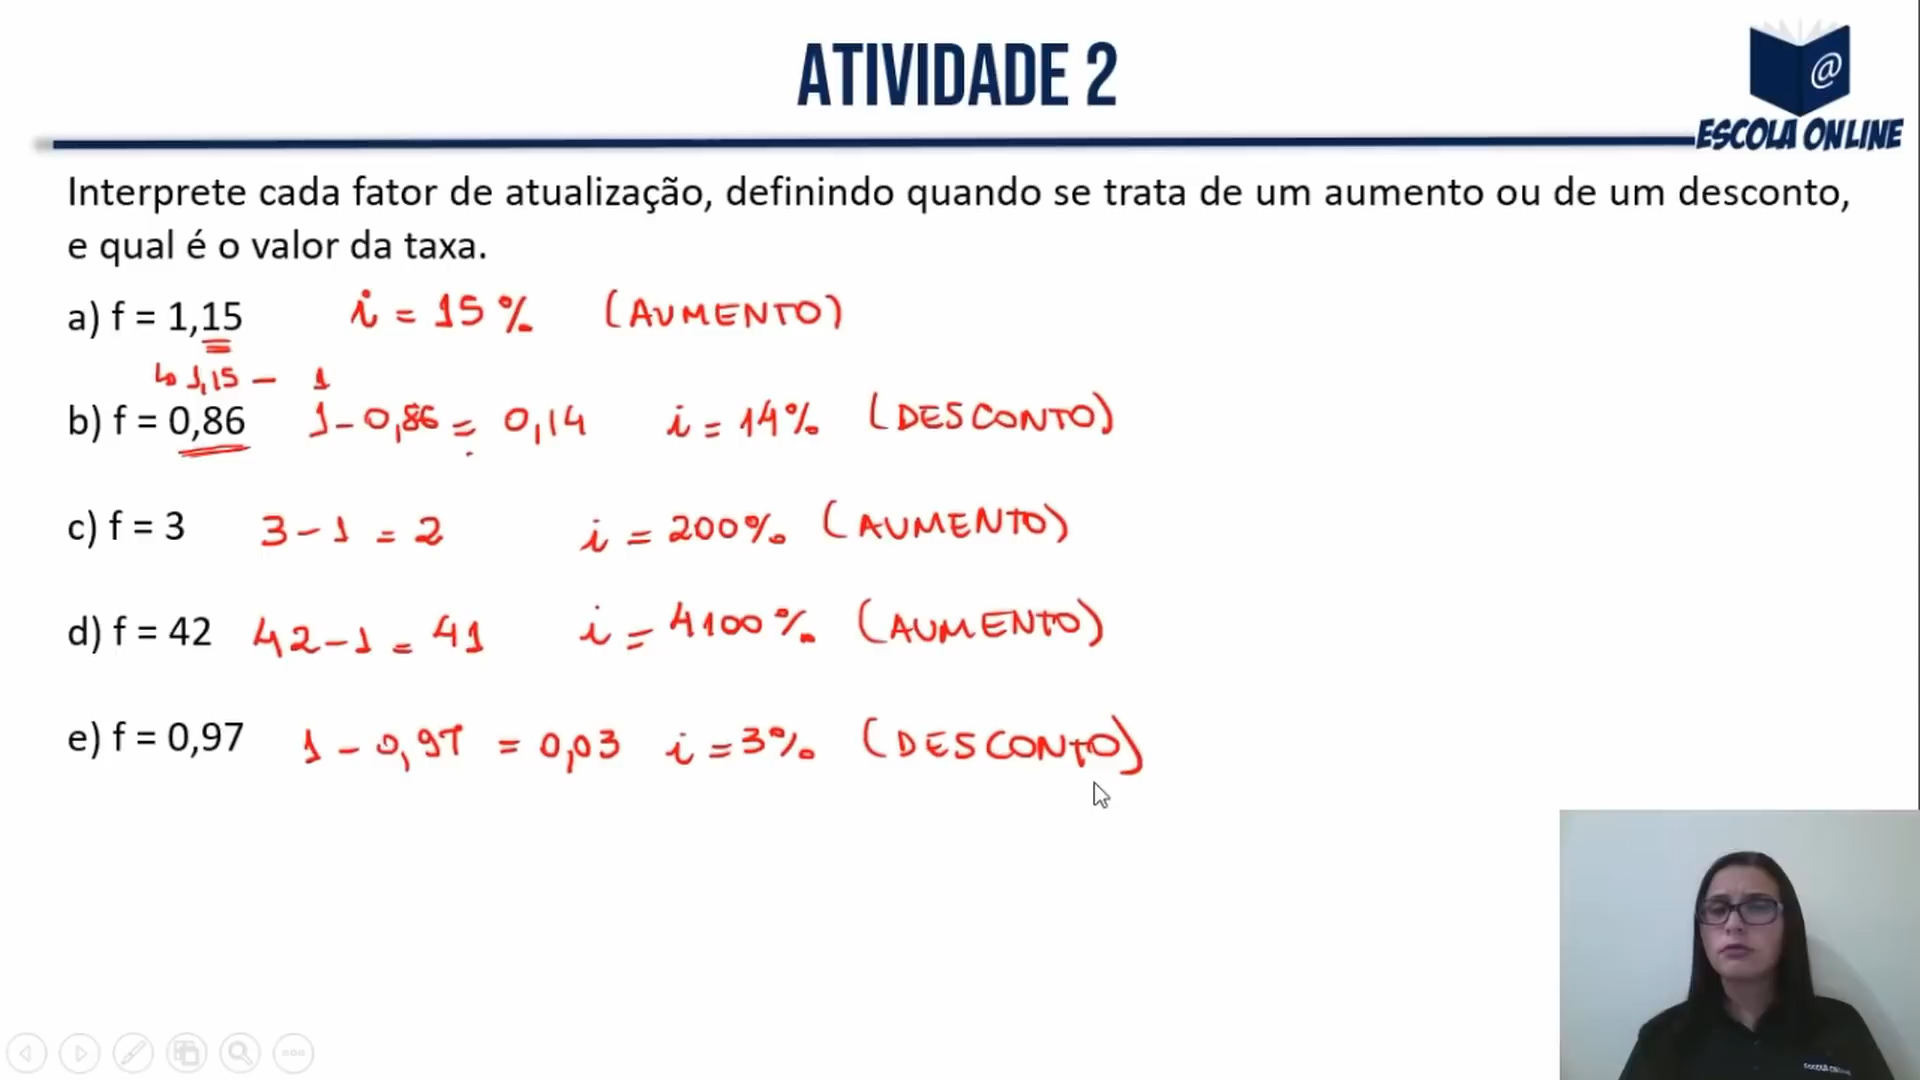 ATIVIDADE 2
@
ESCOLA ONLINE
Interprete cada fator de atualização, definindo quando se trata de um aumento ou de um desconto,
e qual é o valor da taxa.
a) f = 1,15 i = 15% (AUMENTO)
↳ 1,15 - 1
b) f = 0,86 1 - 0,86 = 0,14 i = 14% (DESCONTO)
c) f = 3 3 - 1 = 2 i = 200% (AUMENTO)
d) f = 42 42 - 1 = 41 i = 4100% (AUMENTO)
e) f = 0,97 1 - 0,97 = 0,03 i = 3% (DESCONTO)